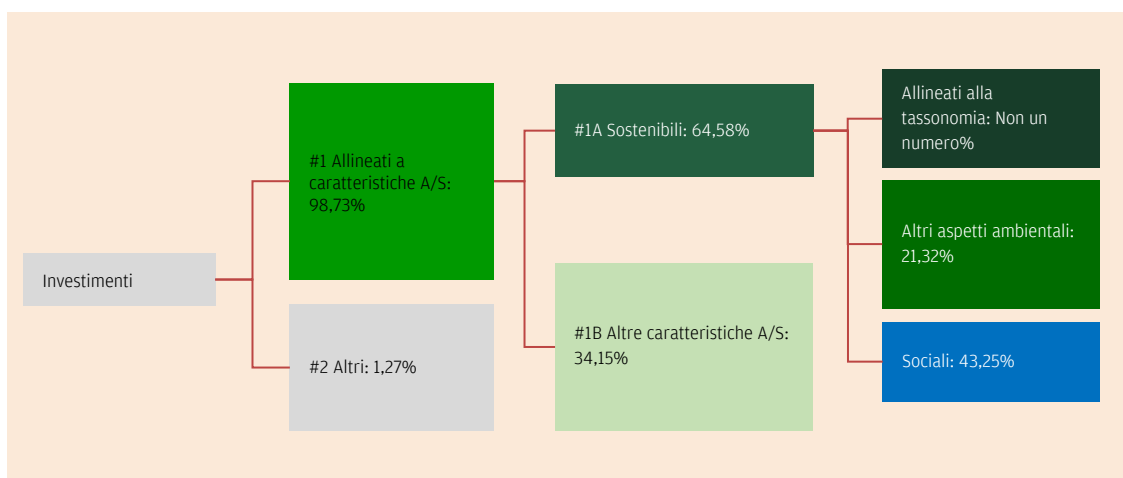 Investimenti
#1 Allineati a
caratteristiche A/S:
98,73%
#2 Altri: 1,27%
#1A Sostenibili: 64,58%
#1B Altre caratteristiche A/S:
34,15%
Allineati alla
tassonomia: Non un
numero%
Altri aspetti ambientali:
21,32%
Sociali: 43,25%